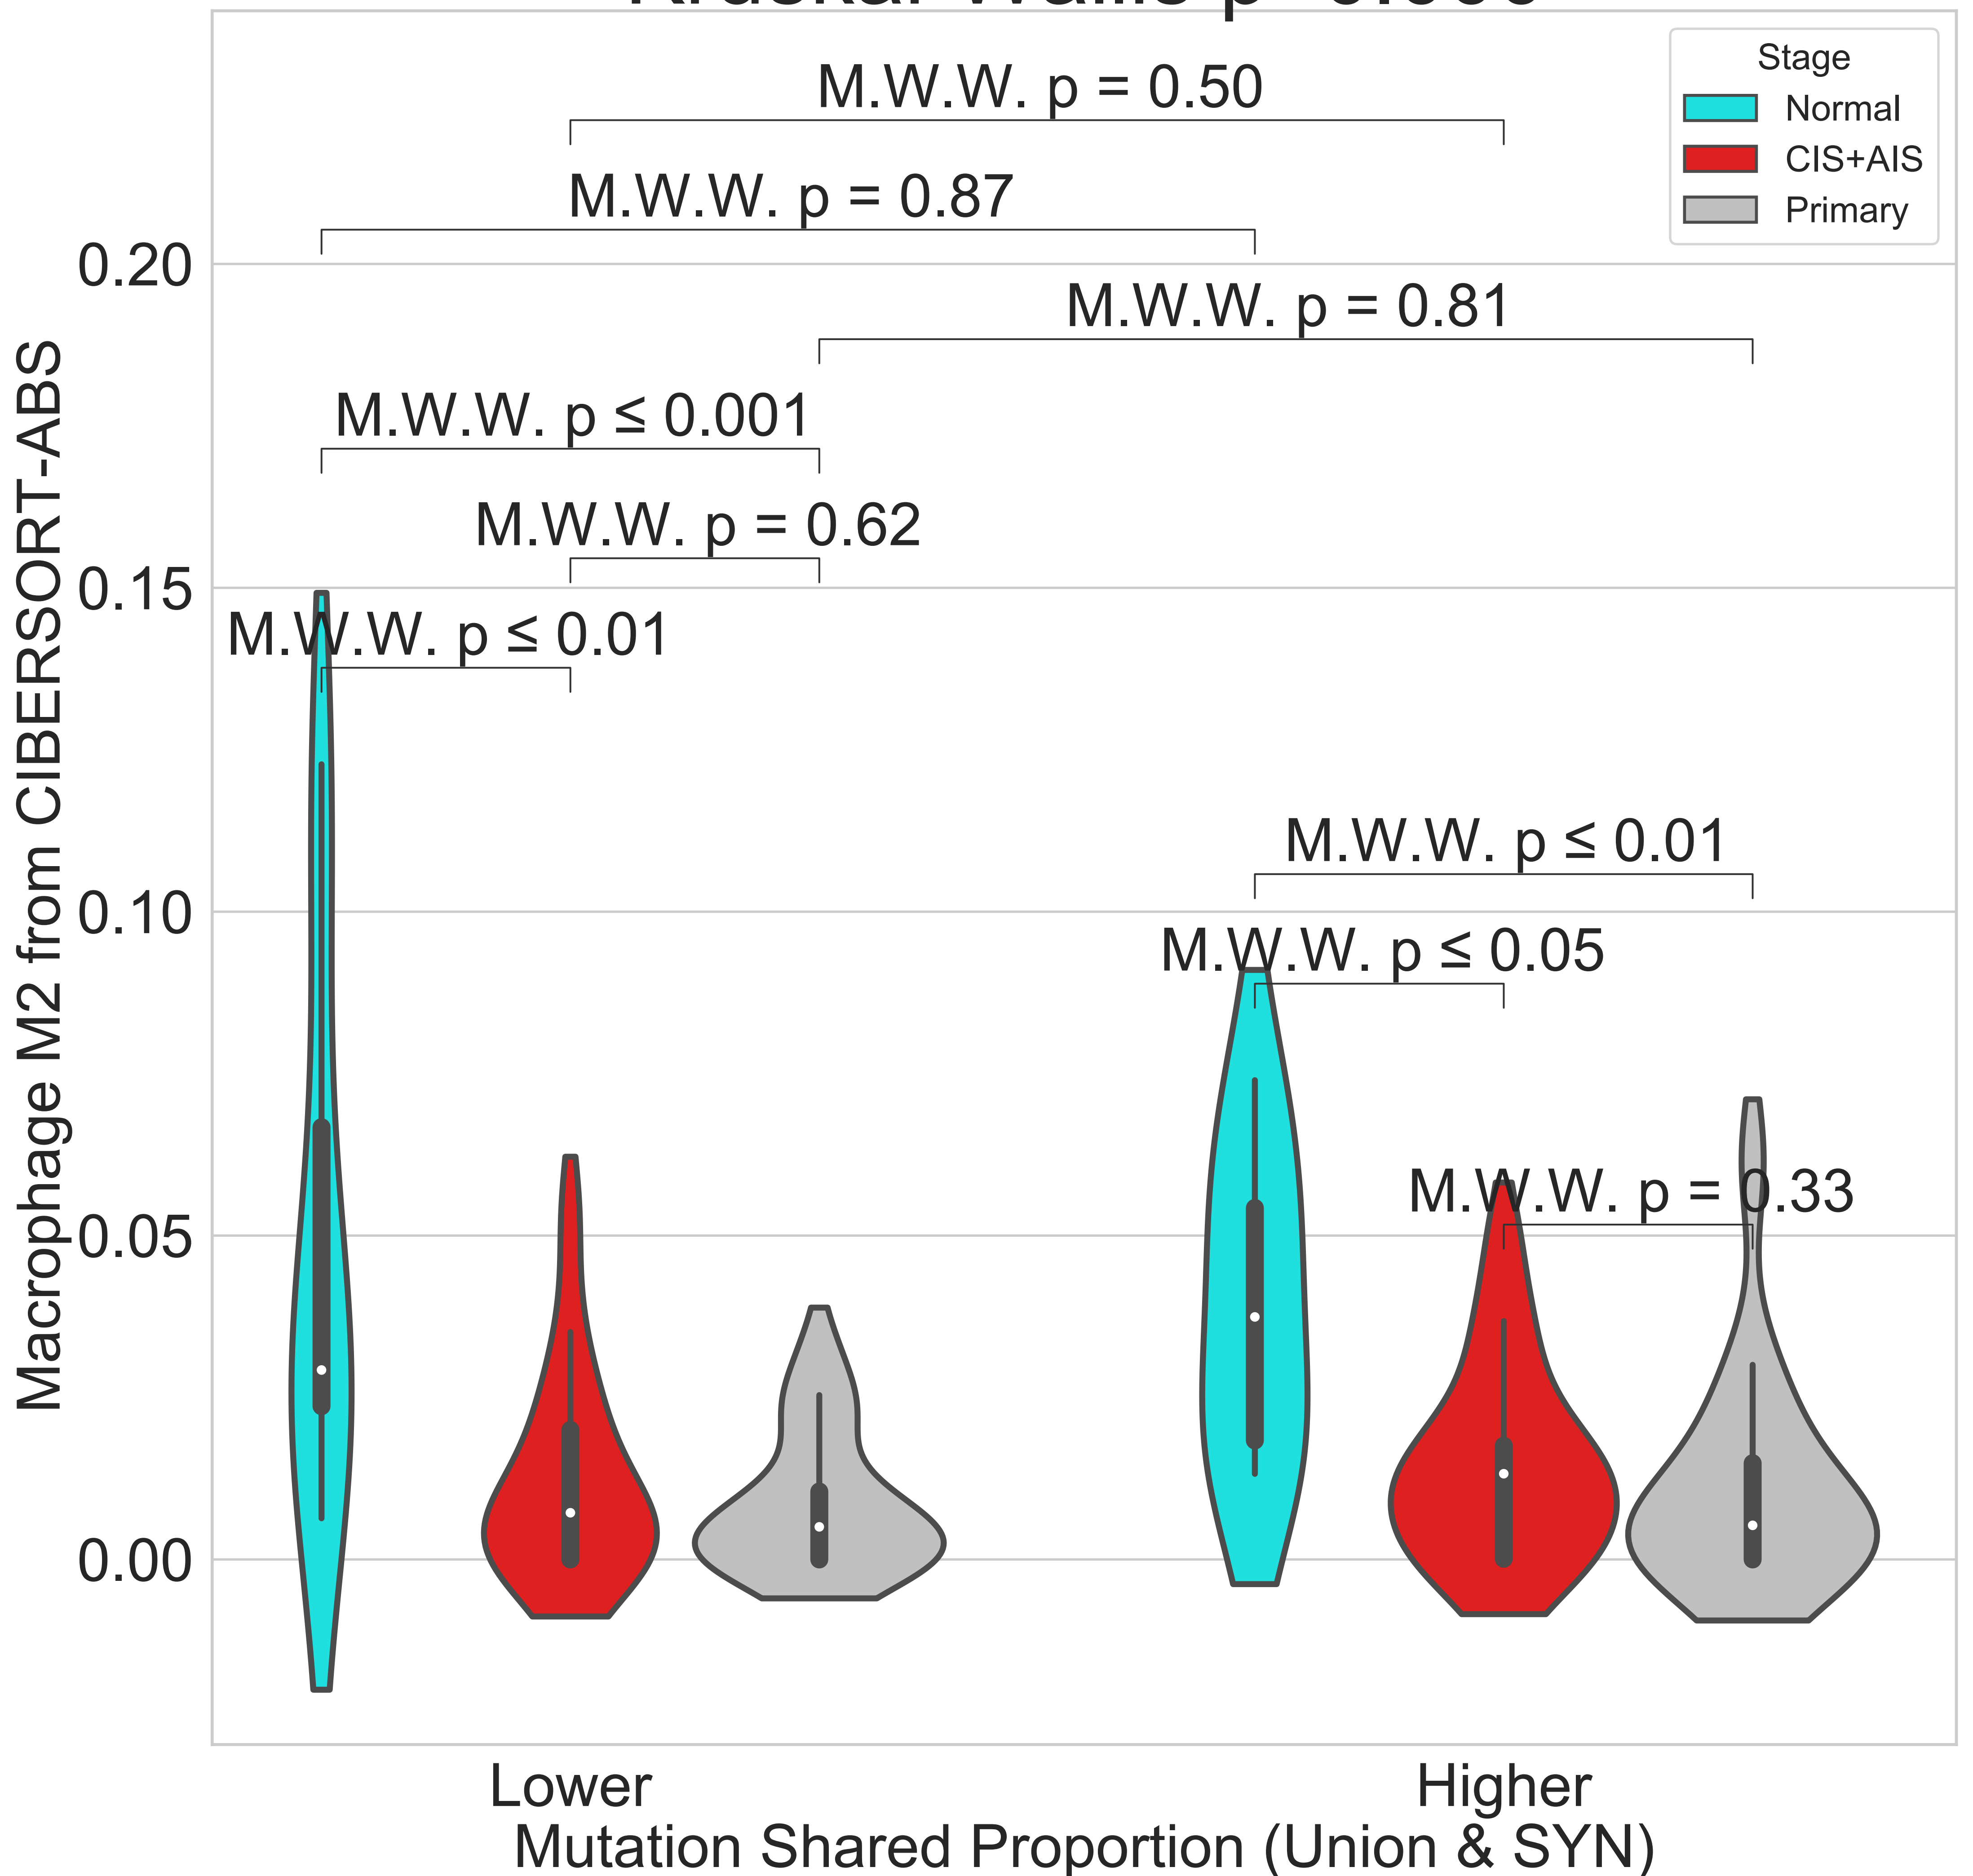 M.W.W. p = 0.50
Stage
Normal
CIS+AIS
Primary
M.W.W. p = 0.87
0.20
M.W.W. p = 0.81
M.W.W. p ≤ 0.001
M.W.W. p = 0.62
0.15
M.W.W. p ≤ 0.01
M.W.W. p ≤ 0.01
0.10
M.W.W. p ≤ 0.05
M.W.W. p = 0.33
0.05
0.00
Macrophage M2 from CIBERSORT-ABS
Lower
Higher
Mutation Shared Proportion (Union & SYN)